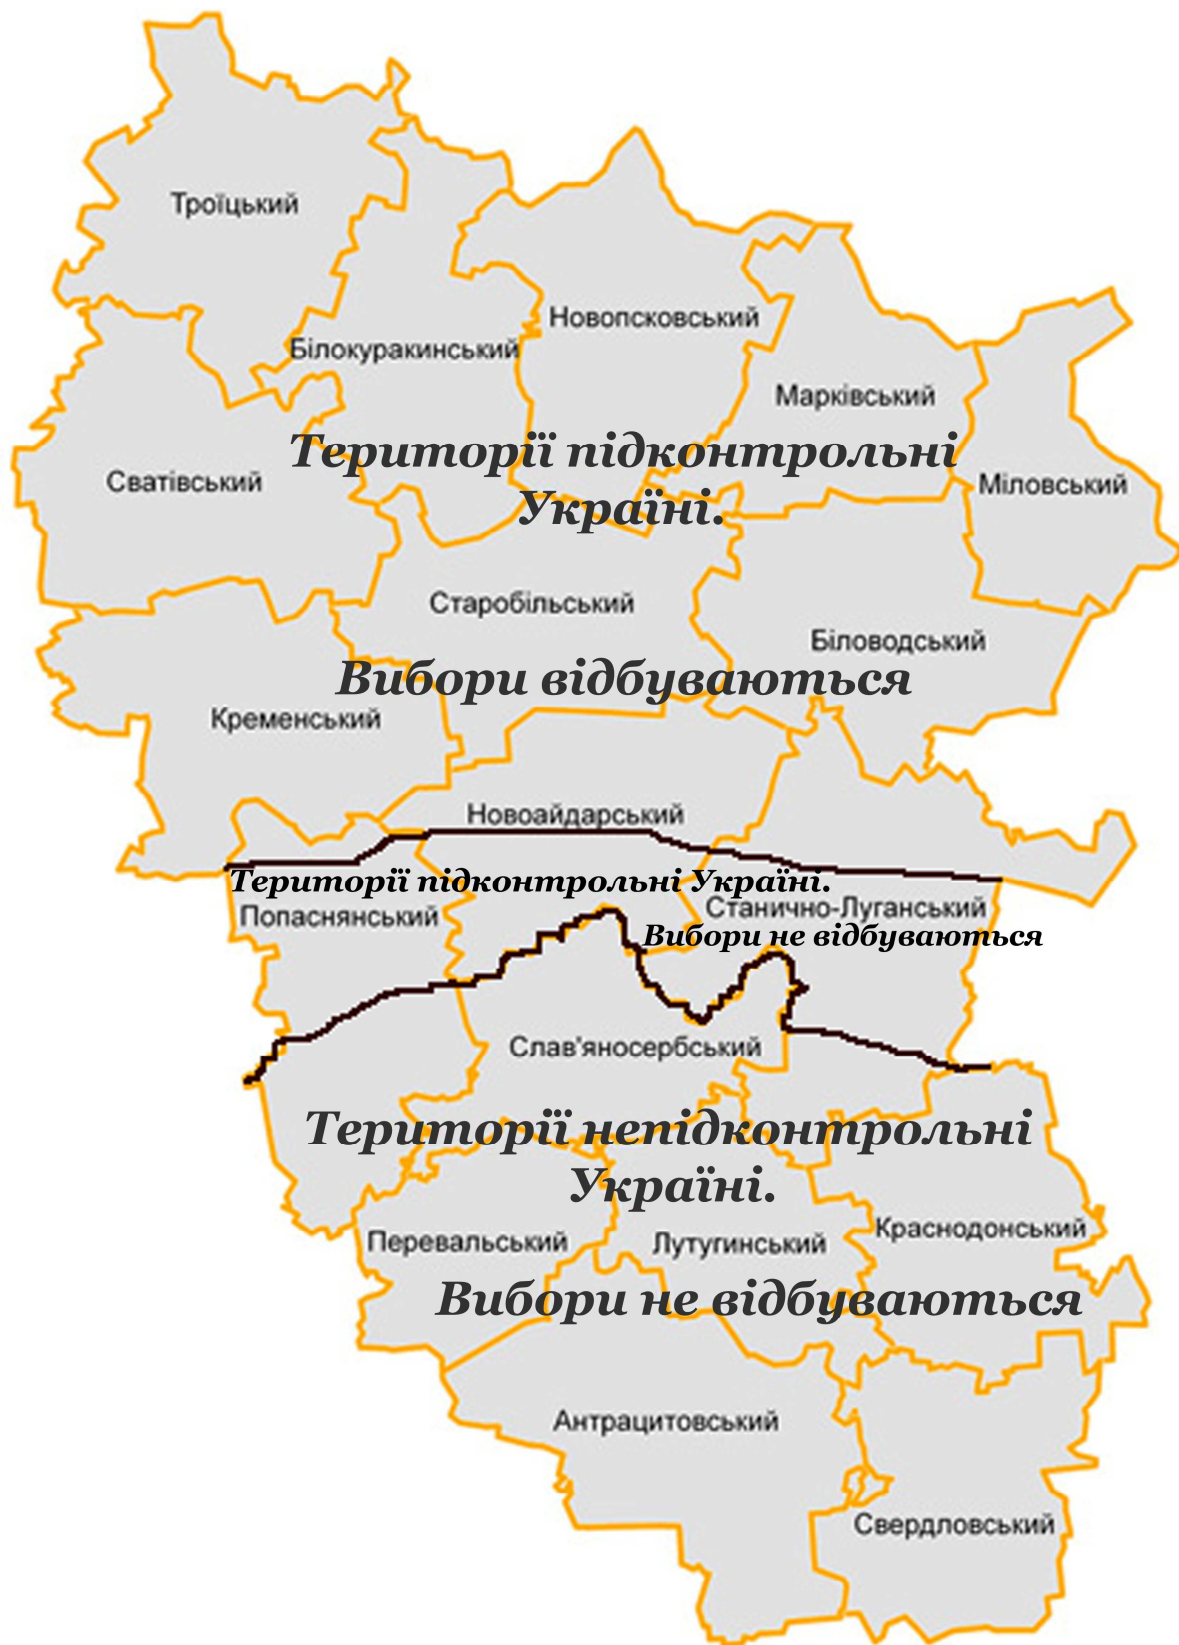 Троїцький
Новопсковський
Білокуракинський
Марківський
Території підконтрольні
Сватівський
Міловський
Україні.
Старобільський
Біловодський
Вибори відбуваються
Кременський
Новоайдарський
Території підконтрольні Україні.
Попаснянський
Станично-Луганський
Вибори не відбуваються
Слав'яносербський
Території непідконтрольні
Україні.
Перевальський
Лутугинський
Краснодонський
Вибори не відбуваються
Антрацитовський
Свердловський